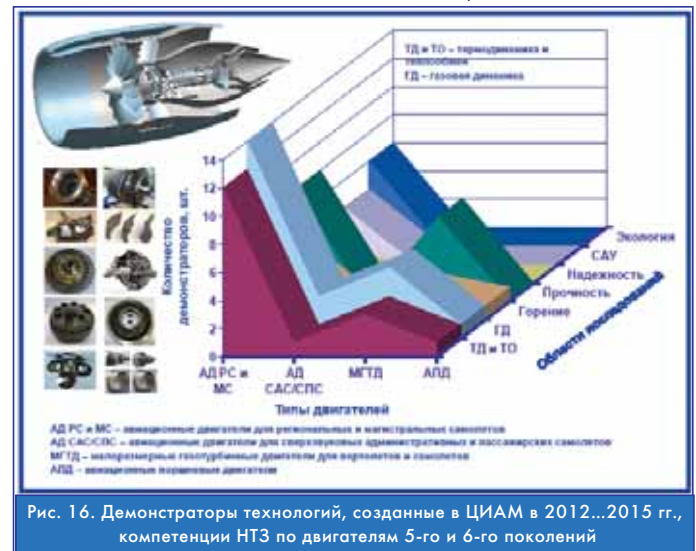 ТД и ТО – термодинамика и
теплообмен
ГД – газовая динамика
Количество
демонстраторов, шт.
14
12
10
8
6
4
2
0
АД РС и
МС
АД
САС/СПС
МГТД
АПД
ТД и ТО
ГД
Горение
Прочность
Надежность
САУ
Экология
Области исследований
Типы двигателей
АД РС и МС – авиационные двигатели для региональных и магистральных самолетов
АД САС/СПС – авиационные двигатели для сверхзвуковых административных и пассажирских самолетов
МГТД – малоразмерные газотурбинные двигатели для вертолетов и самолетов
АПД – авиационные поршневые двигатели
Рис. 16. Демонстраторы технологий, созданные в ЦИАМ в 2012...2015 гг.,
компетенции НТЗ по двигателям 5-го и 6-го поколений